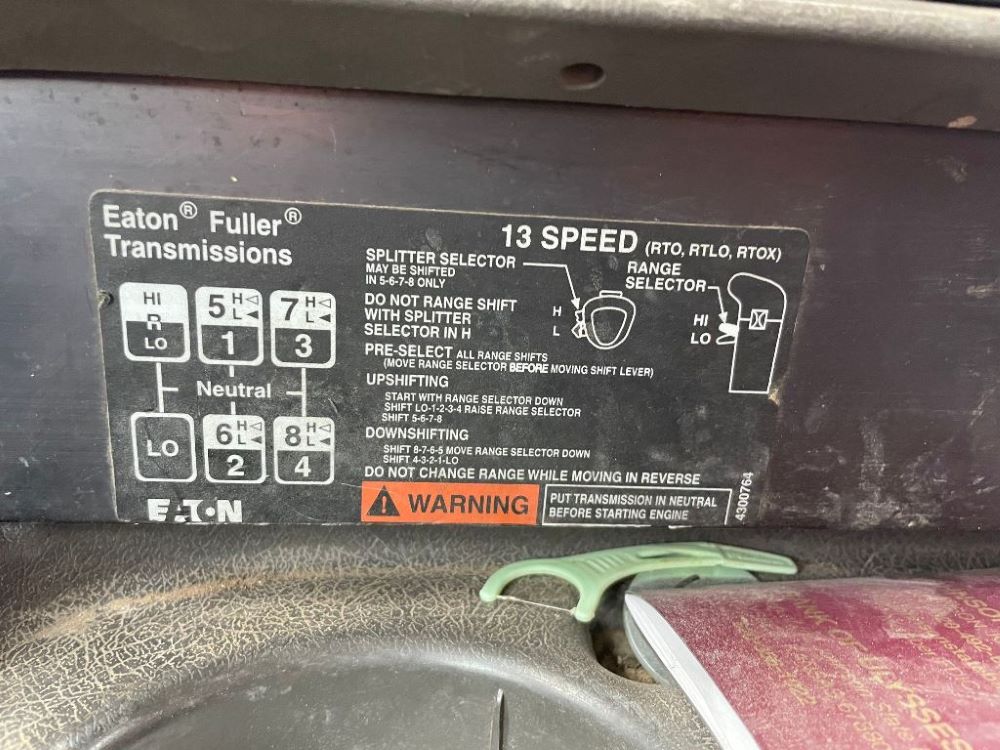 Eaton® Fuller®
Transmissions
13 SPEED (RTO, RTLO, RTOX)
HI
R
LO
5 H L
1
7 H L
3
Neutral
LO
6 H L
2
8 H L
4
EATON
SPLITTER SELECTOR
MAY BE SHIFTED
IN 5-6-7-8 ONLY
H
L
RANGE
SELECTOR
HI
LO
DO NOT RANGE SHIFT
WITH SPLITTER
SELECTOR IN H
PRE-SELECT ALL RANGE SHIFTS
(MOVE RANGE SELECTOR BEFORE MOVING SHIFT LEVER)
UPSHIFTING
START WITH RANGE SELECTOR DOWN
SHIFT LO-1-2-3-4 RAISE RANGE SELECTOR
SHIFT 5-6-7-8
DOWNSHIFTING
SHIFT 8-7-6-5 MOVE RANGE SELECTOR DOWN
SHIFT 4-3-2-1-LO
DO NOT CHANGE RANGE WHILE MOVING IN REVERSE
WARNING
PUT TRANSMISSION IN NEUTRAL
BEFORE STARTING ENGINE
4300764
ULYSSES